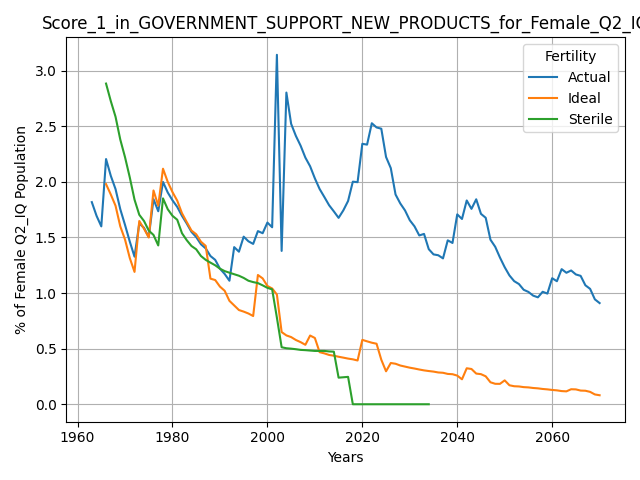 Score_1_in_GOVERNMENT_SUPPORT_NEW_PRODUCTS_for_Female_Q2_IQ
Fertility
Actual
Ideal
Sterile
% of Female Q2_IQ Population
3.0
2.5
2.0
1.5
1.0
0.5
0.0
1960 1980 2000 2020 2040 2060
Years